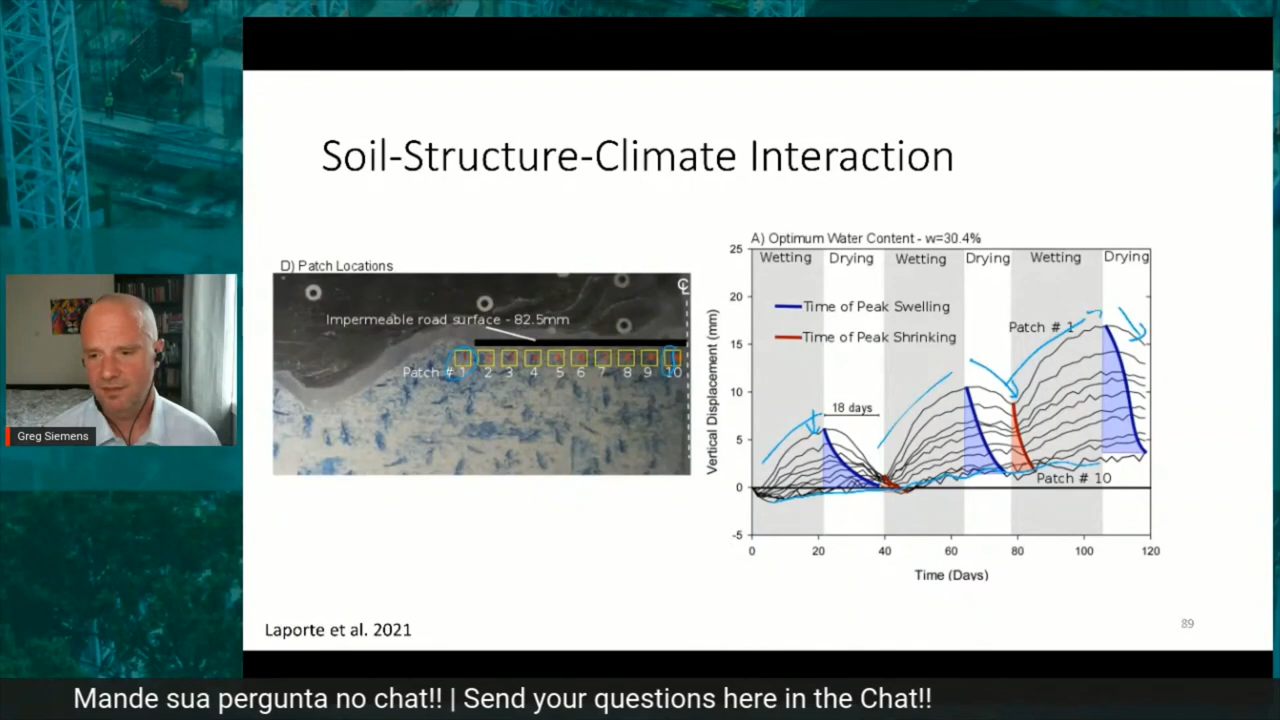 Soil-Structure-Climate Interaction
D) Patch Locations
Impermeable road surface - 82.5mm
Patch # 1 2 3 4 5 6 7 8 9 10
A) Optimum Water Content - w=30.4%
Wetting Drying Wetting Drying Wetting Drying
Time of Peak Swelling
Time of Peak Shrinking
Patch # 1
18 days
Patch # 10
Vertical Displacement (mm)
25
20
15
10
5
0
-5
0 20 40 60 80 100 120
Time (Days)
Greg Siemens
Laporte et al. 2021
89
Mande sua pergunta no chat!! | Send your questions here in the Chat!!